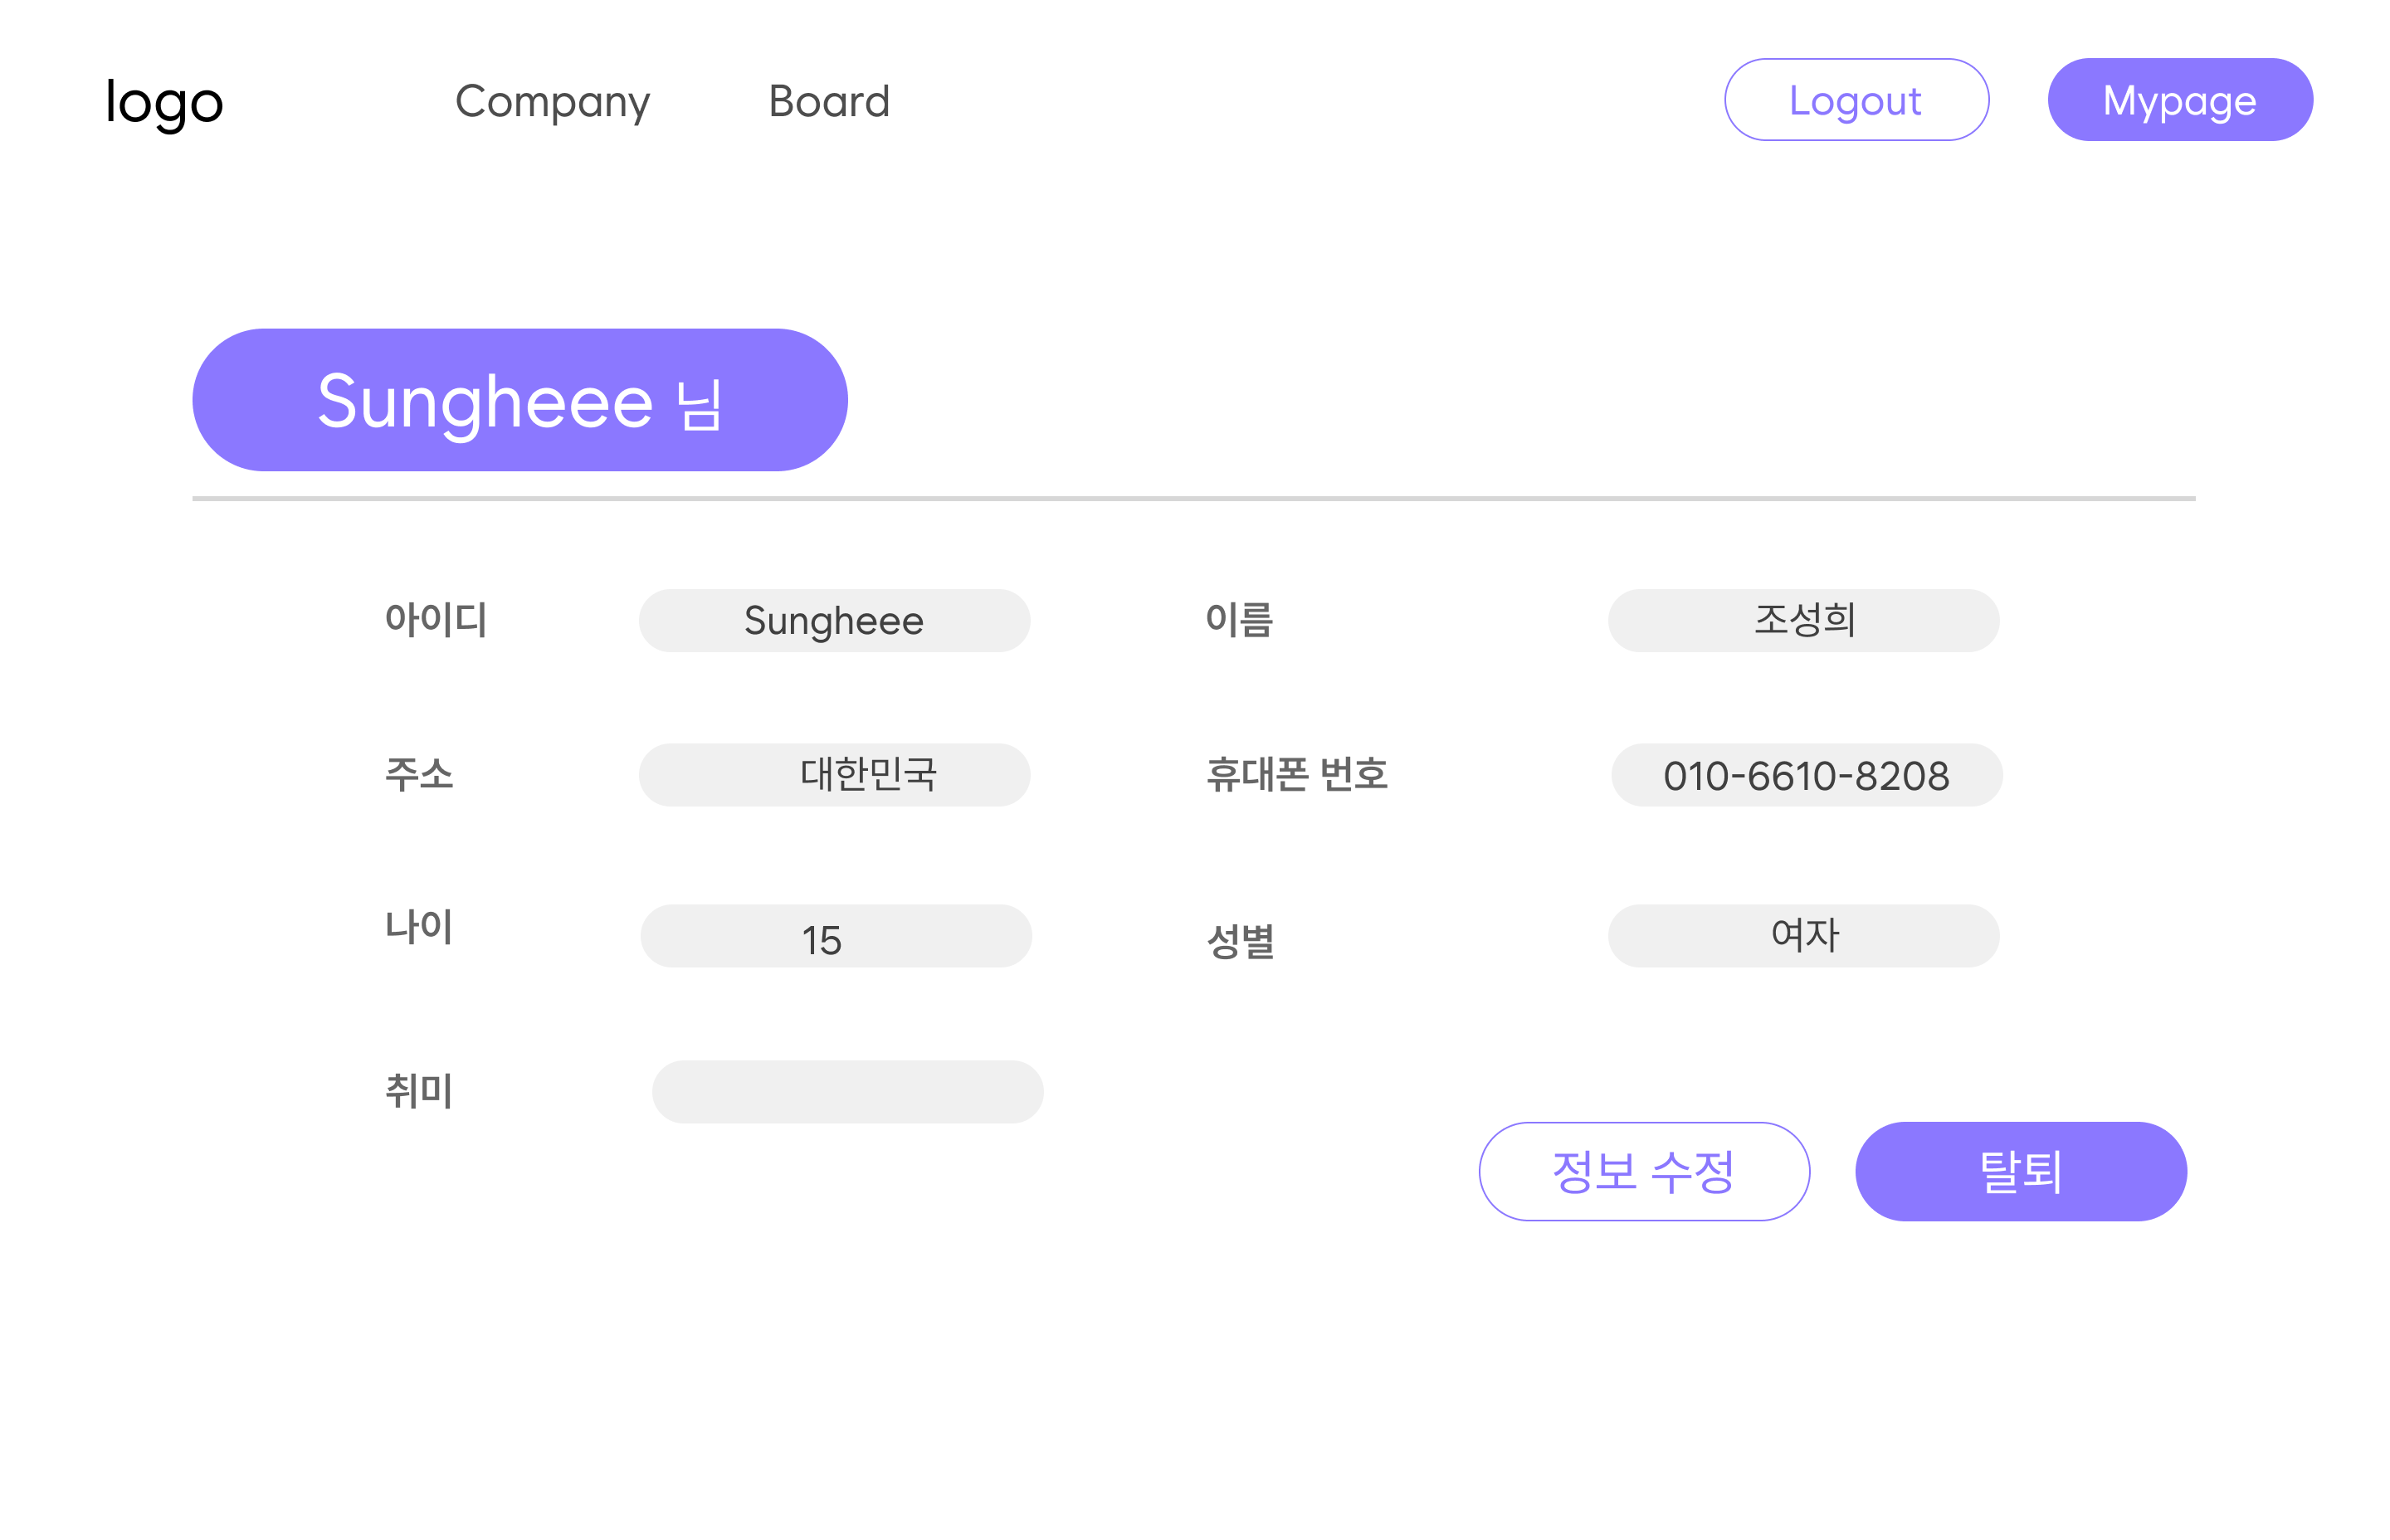 logo Company Board Logout Mypage
Sungheee 님
아이디 Sungheee 이름 조성희
주소 대한민국 휴대폰 번호 010-6610-8208
나이 15 성별 여자
취미
정보 수정 탈퇴